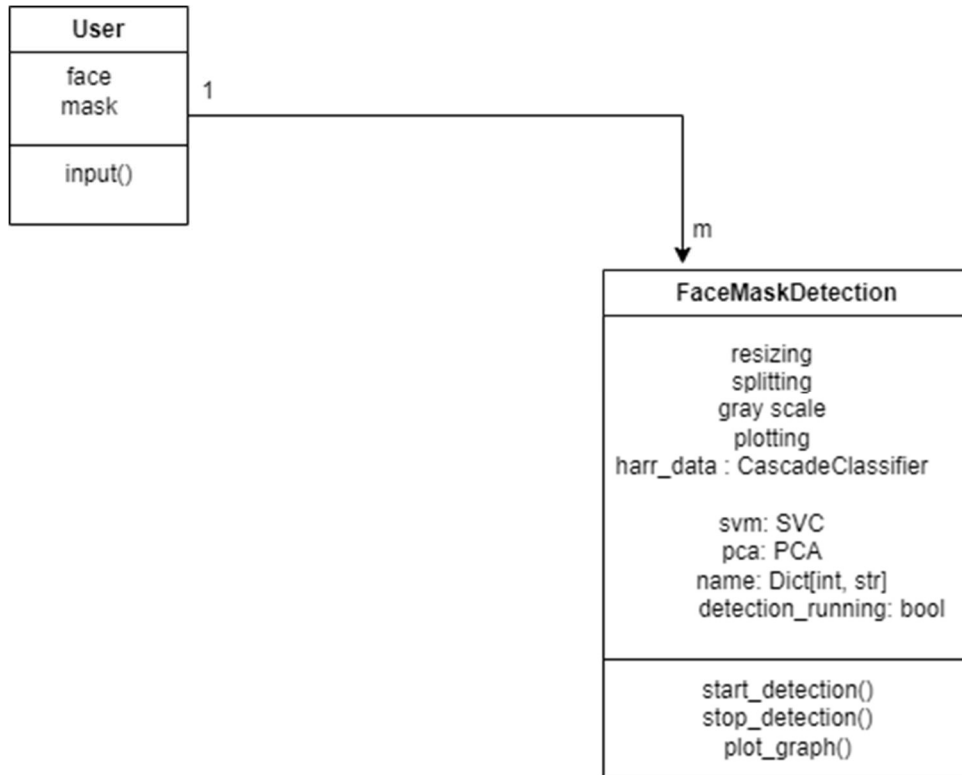 User
face
mask
input()
1
m
FaceMaskDetection
resizing
splitting
gray scale
plotting
harr_data : CascadeClassifier
svm: SVC
pca: PCA
name: Dict[int, str]
detection_running: bool
start_detection()
stop_detection()
plot_graph()